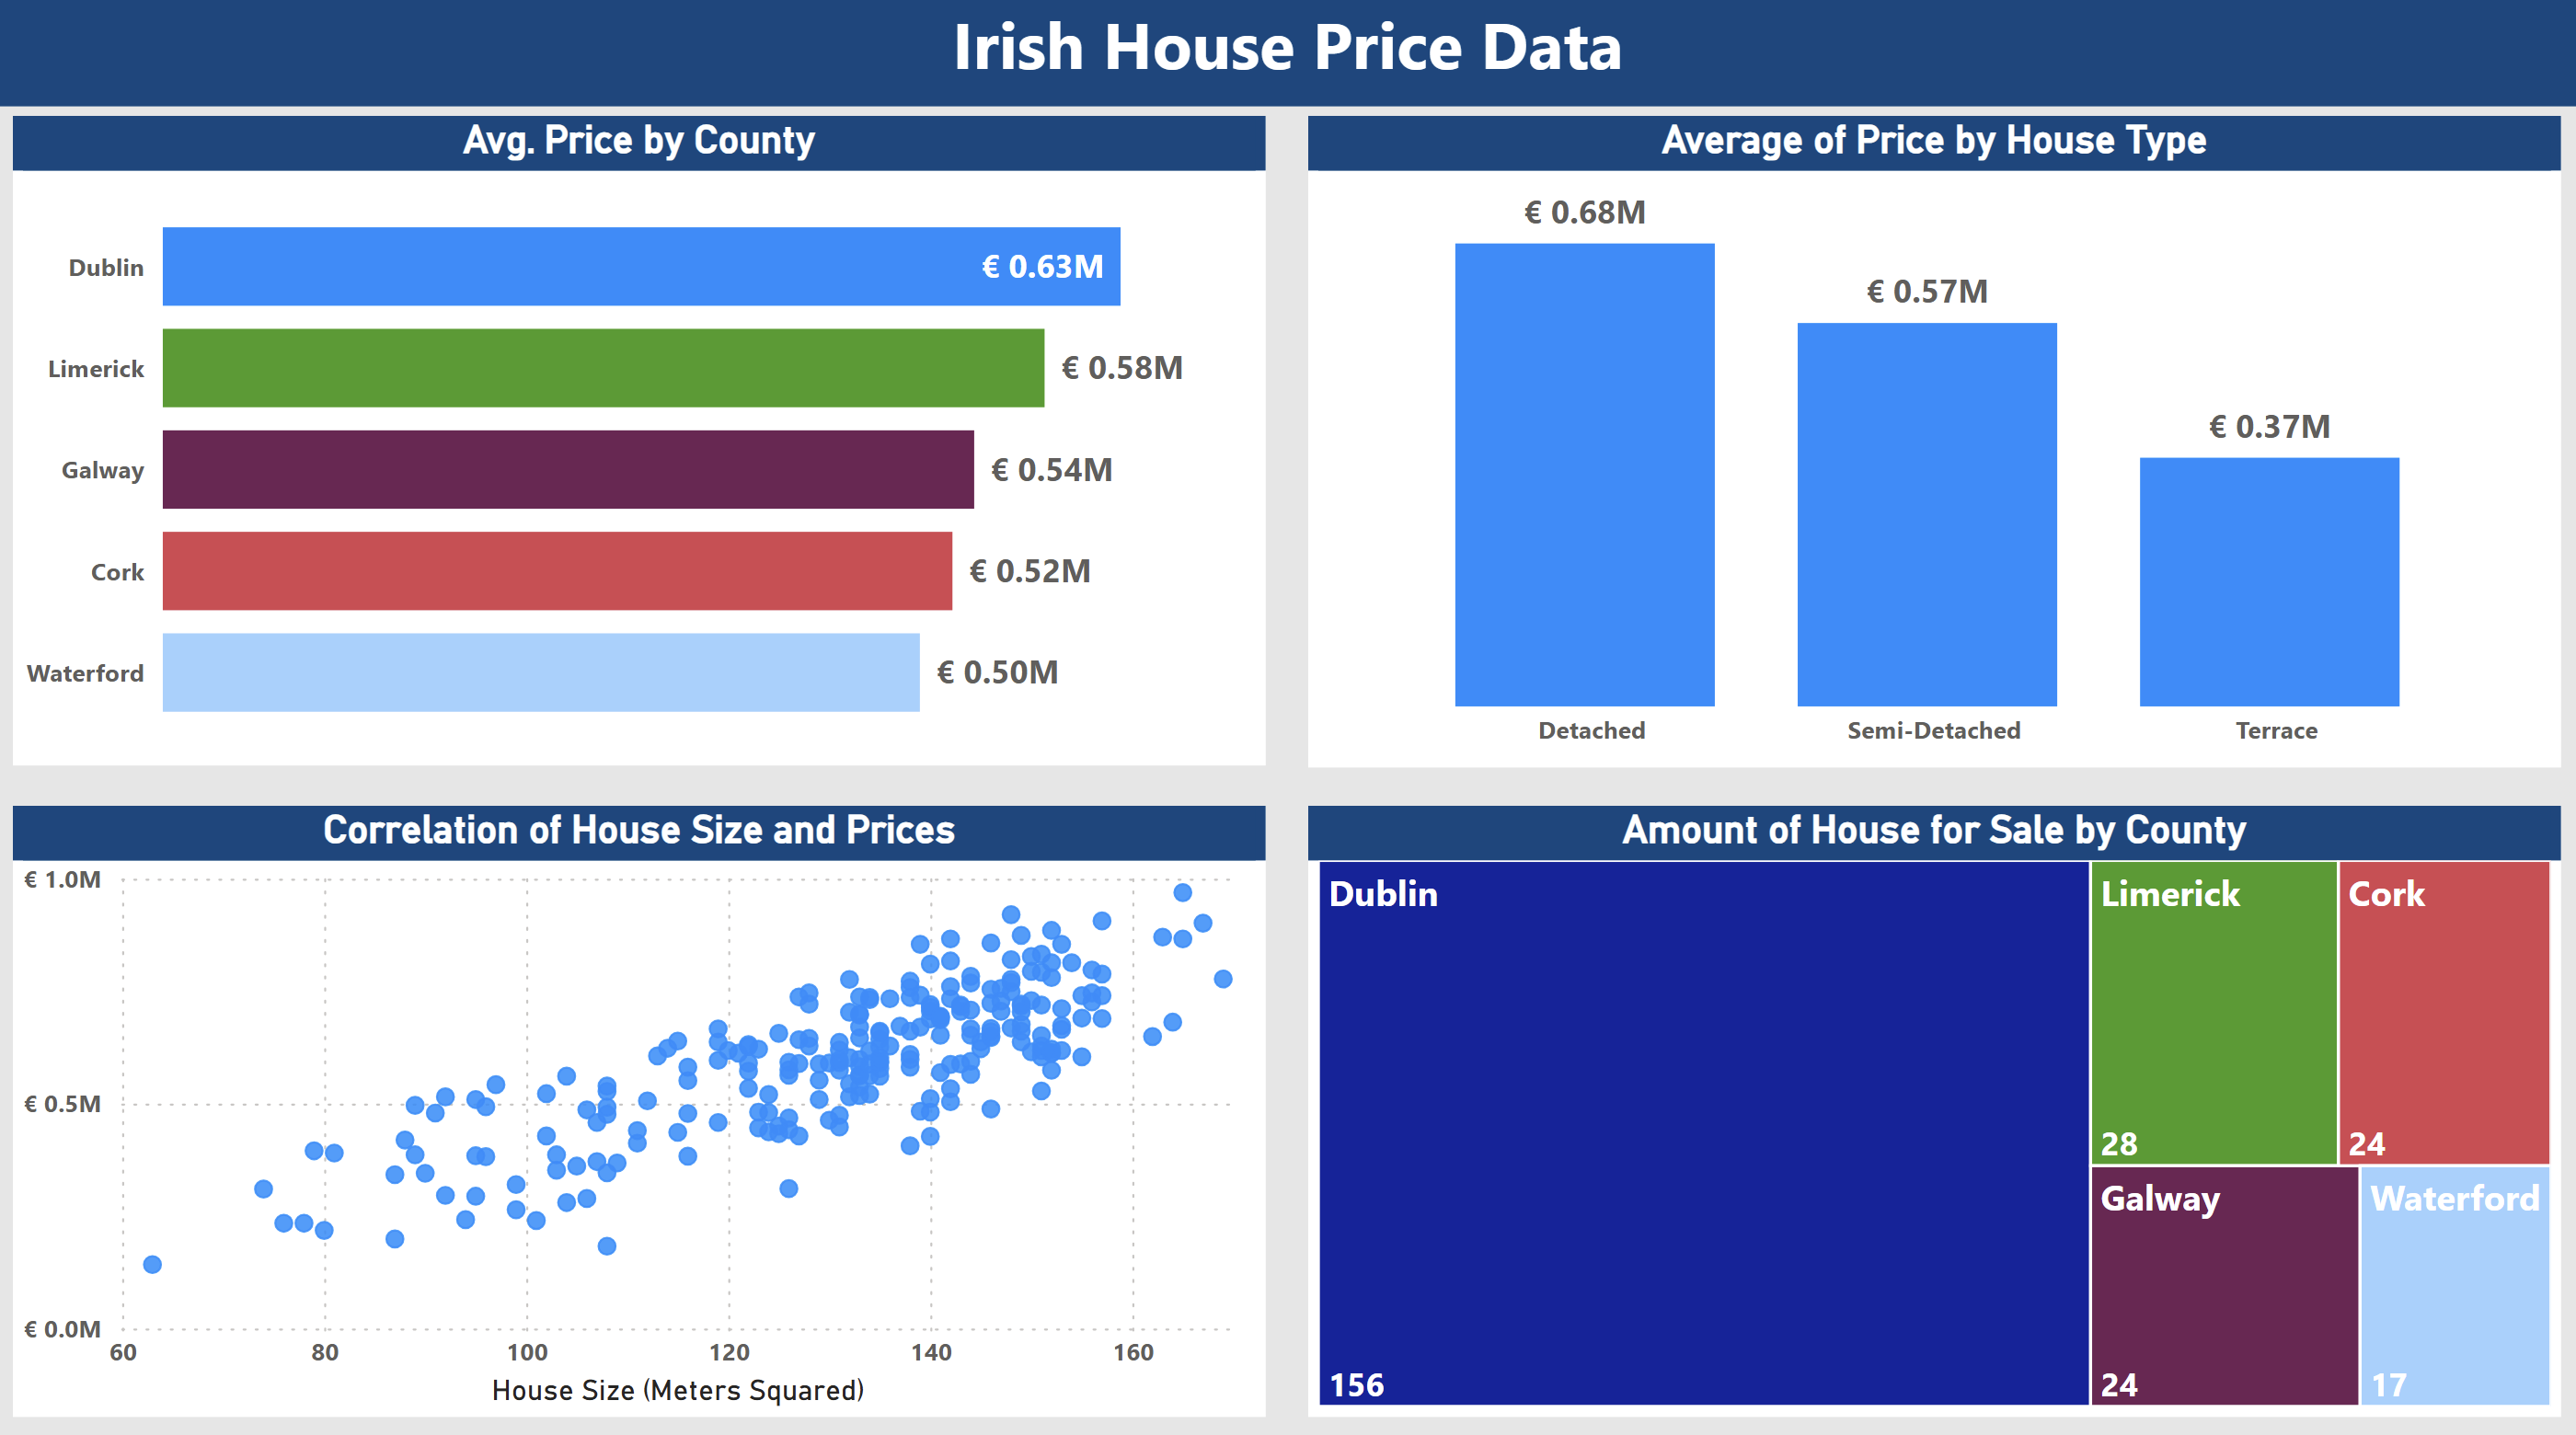 Irish House Price Data
Avg. Price by County
Dublin
€ 0.63M
Limerick
€ 0.58M
Galway
€ 0.54M
Cork
€ 0.52M
Waterford
€ 0.50M
Average of Price by House Type
€ 0.68M
€ 0.57M
€ 0.37M
Detached
Semi-Detached
Terrace
Correlation of House Size and Prices
€ 1.0M
€ 0.5M
€ 0.0M
60
80
100
120
140
160
House Size (Meters Squared)
Amount of House for Sale by County
Dublin
156
Limerick
28
Cork
24
Galway
24
Waterford
17